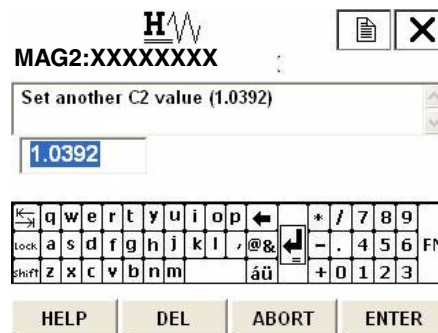 H
MAG2:XXXXXXXX
Set another C2 value (1.0392)
1.0392
q w e r t y u i o p * / 7 8 9
Lock a s d f g h j k l , @& - . 4 5 6 FN
shift z x c v b n m áü = + 0 1 2 3
HELP DEL ABORT ENTER